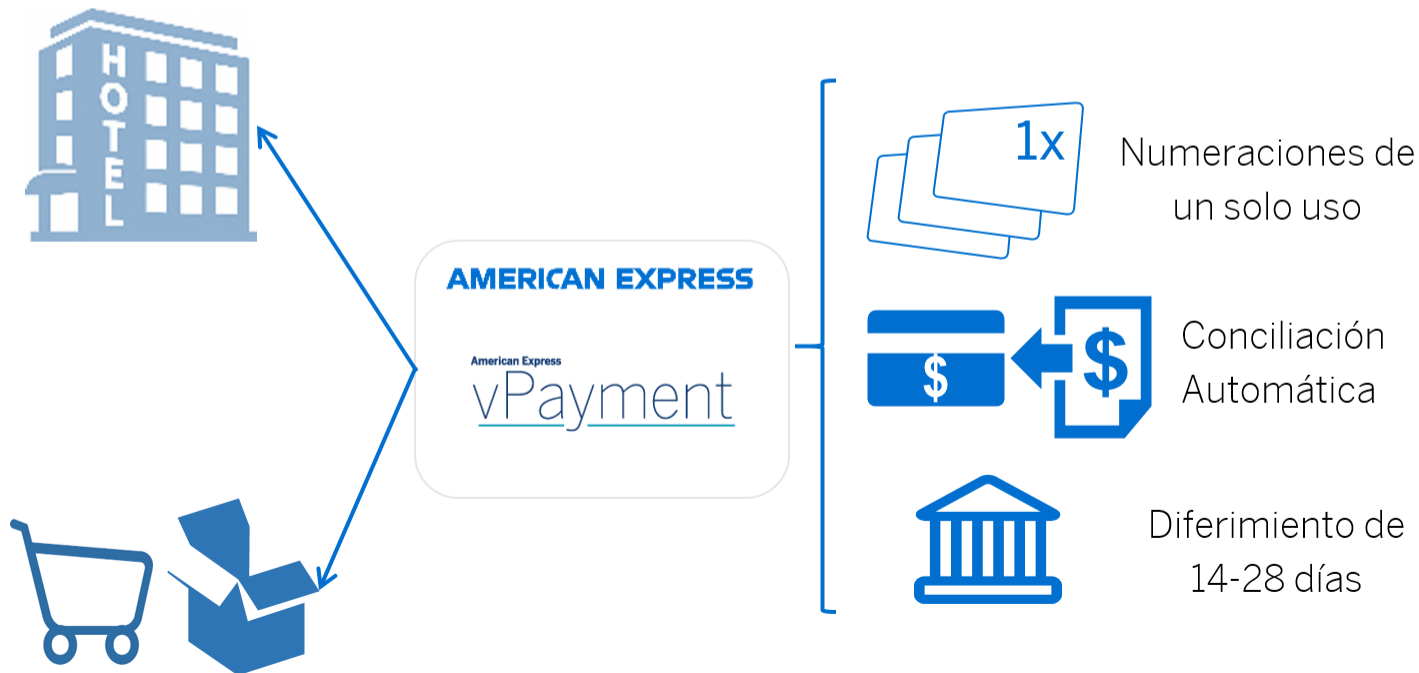 HOTEL
AMERICAN EXPRESS
American Express
vPayment
1x
Numeraciones de
un solo uso
$
$
Conciliación
Automática
Diferimiento de
14-28 días